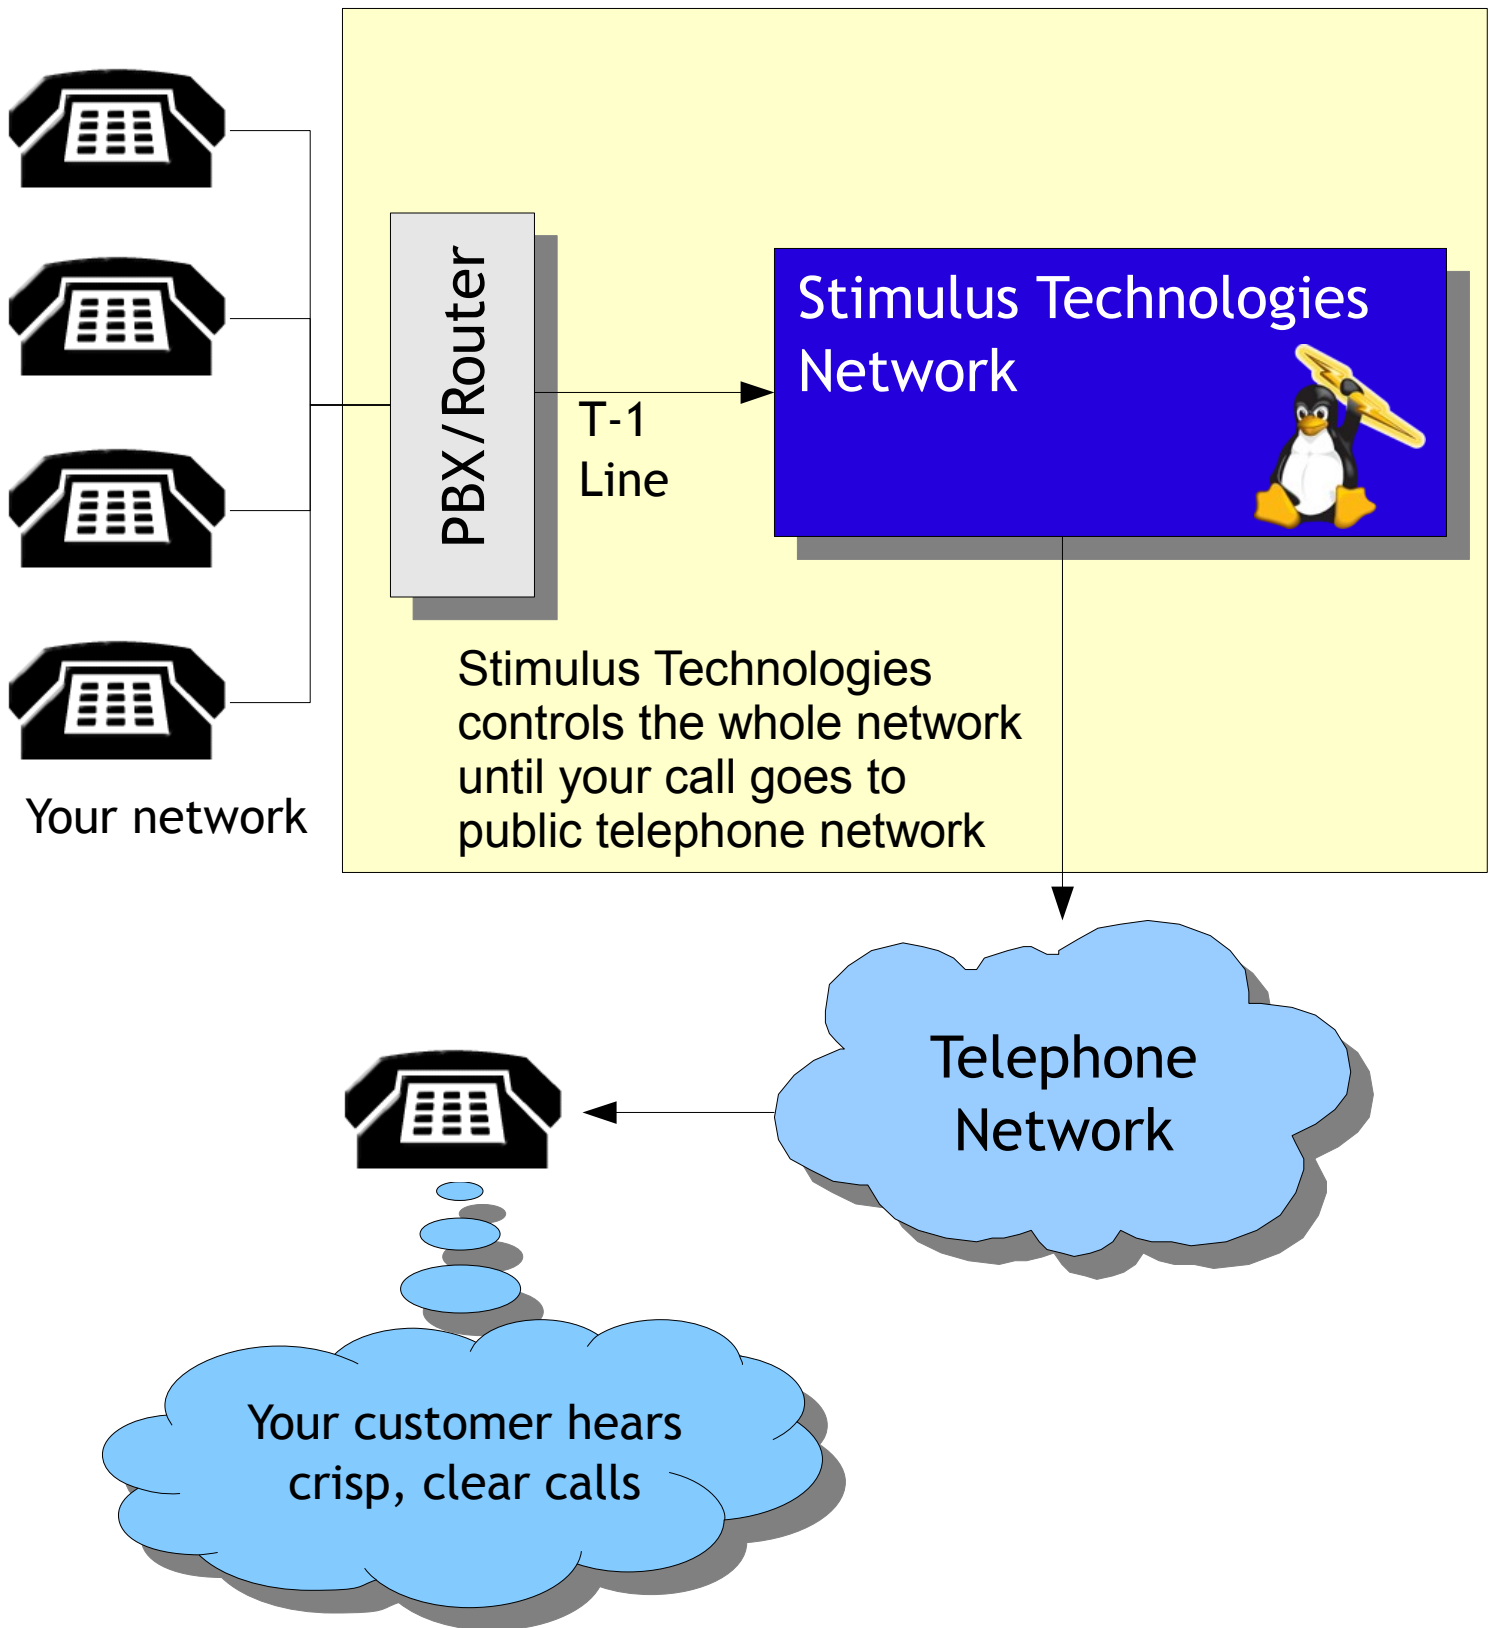 PBX/Router
T-1
Line
Stimulus Technologies
Network
Stimulus Technologies
controls the whole network
until your call goes to
public telephone network
Your network
Telephone
Network
Your customer hears
crisp, clear calls